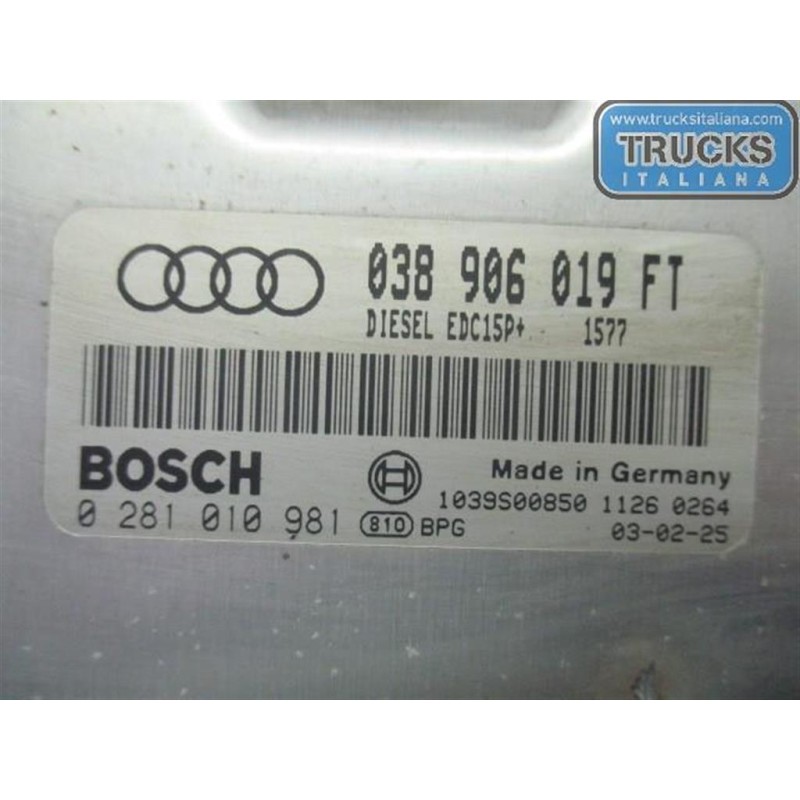 www.trucksitaliana.com
TRUCKS
ITALIANA
038 906 019 FT
DIESEL EDC15P+ 1577
BOSCH
Made in Germany
0 281 010 981
810 BPG
1039S00850 1126 0264
03-02-25